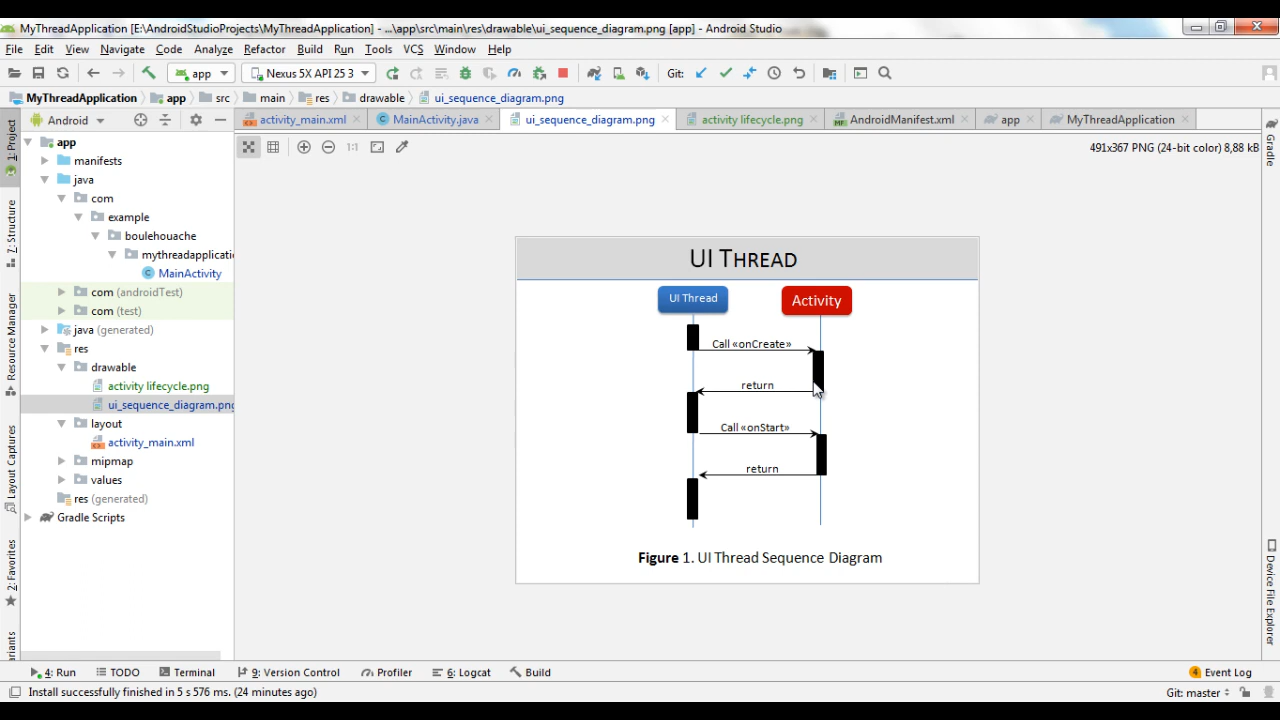 MyThreadApplication [E:\AndroidStudioProjects\MyThreadApplication] - ...\app\src\main\res\drawable\ui_sequence_diagram.png [app] - Android Studio
File Edit View Navigate Code Analyze Refactor Build Run Tools VCS Window Help
app Nexus 5X API 25 3 Git:
MyThreadApplication app src main res drawable ui_sequence_diagram.png
Android activity_main.xml MainActivity.java ui_sequence_diagram.png activity lifecycle.png AndroidManifest.xml app MyThreadApplication
1:1 491x367 PNG (24-bit color) 8,88 kB
1: Project
Z: Structure
Resource Manager
Layout Captures
2: Favorites
Gradle
Device File Explorer
app
manifests
java
com
example
boulehouache
mythreadapplicati
MainActivity
com (androidTest)
com (test)
java (generated)
res
drawable
activity lifecycle.png
ui_sequence_diagram.png
layout
activity_main.xml
mipmap
values
res (generated)
Gradle Scripts
UI THREAD
UI Thread Activity
Call «onCreate»
return
Call «onStart»
return
Figure 1. UI Thread Sequence Diagram
4: Run TODO Terminal 9: Version Control Profiler 6: Logcat Build 4 Event Log
Install successfully finished in 5 s 576 ms. (24 minutes ago) Git: master